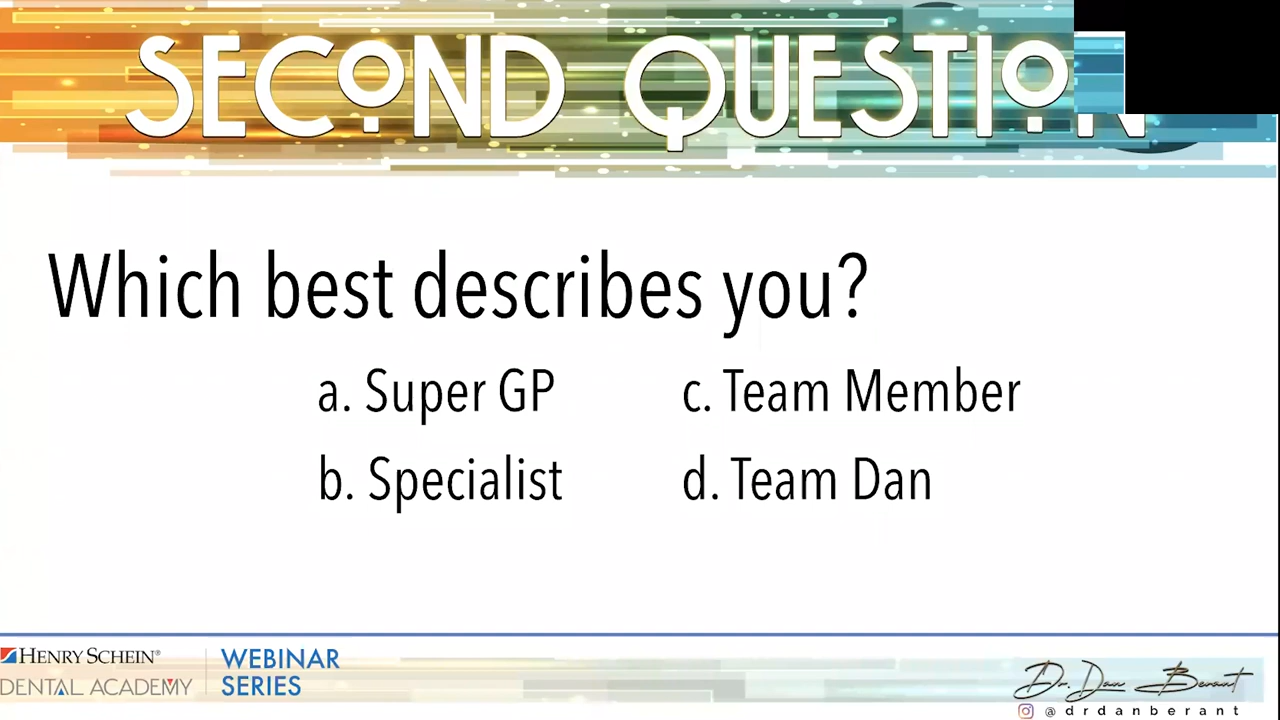 SECOND QUESTION
Which best describes you?
a. Super GP
b. Specialist
c. Team Member
d. Team Dan
HENRY SCHEIN®
DENTAL ACADEMY
WEBINAR
SERIES
Dr. Dan Berant
@drdanberant